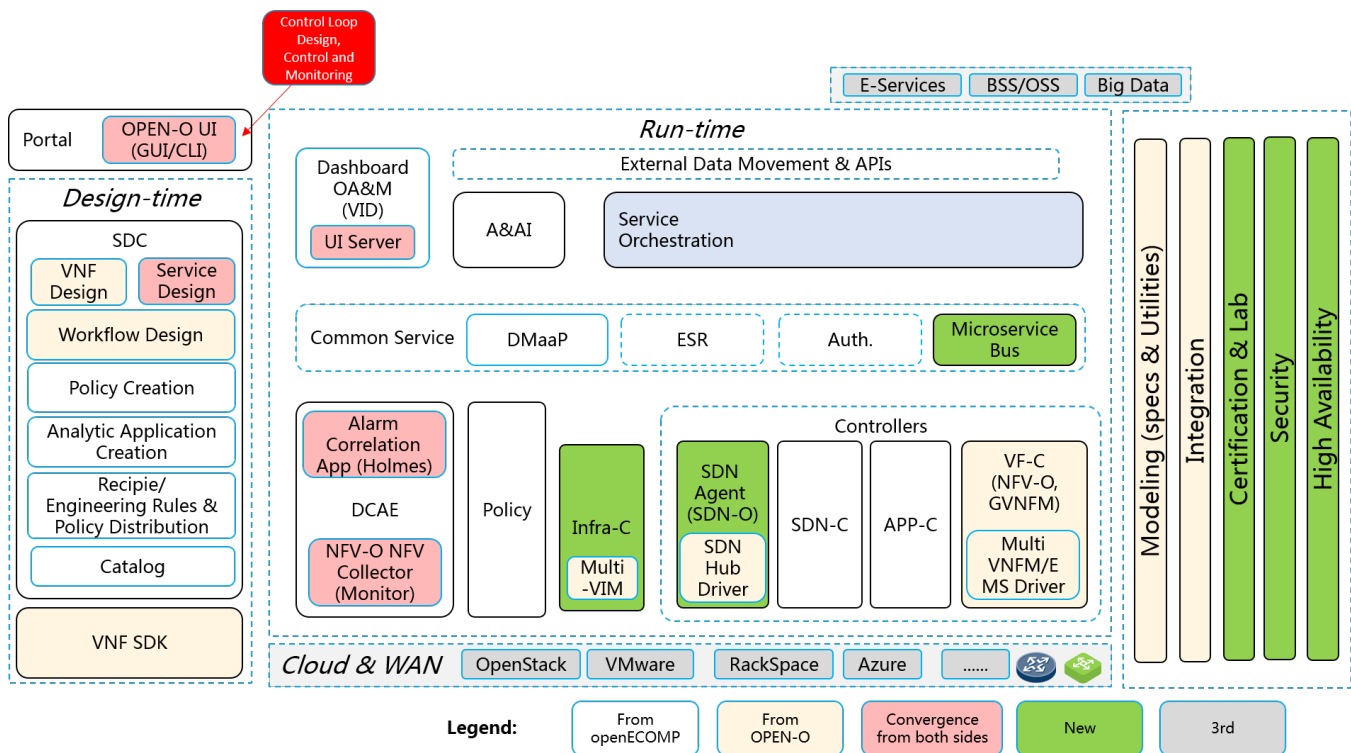 Control Loop
Design,
Control and
Monitoring
E-Services
BSS/OSS
Big Data
Portal
OPEN-O UI
(GUI/CLI)
Design-time
SDC
VNF
Design
Service
Design
Workflow Design
Policy Creation
Analytic Application
Creation
Recipie/
Engineering Rules &
Policy Distribution
Catalog
VNF SDK
Run-time
Dashboard
OA&M
(VID)
UI Server
External Data Movement & APIs
A&AI
Service
Orchestration
Common Service
DMaaP
ESR
Auth.
Microservice
Bus
Alarm
Correlation
App (Holmes)
DCAE
NFV-O NFV
Collector
(Monitor)
Policy
Infra-C
Multi
-VIM
Controllers
SDN
Agent
(SDN-O)
SDN
Hub
Driver
SDN-C
APP-C
VF-C
(NFV-O,
GVNFM)
Multi
VNFM/E
MS Driver
Modeling (specs & Utilities)
Integration
Certification & Lab
Security
High Availability
Cloud & WAN
OpenStack
VMware
RackSpace
Azure
......
Legend:
From
openECOMP
From
OPEN-O
Convergence
from both sides
New
3rd